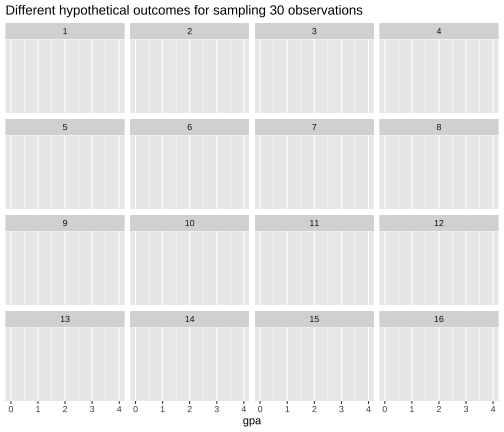 Different hypothetical outcomes for sampling 30 observations
1 2 3 4
5 6 7 8
9 10 11 12
13 14 15 16
0 1 2 3 4 0 1 2 3 4 0 1 2 3 4 0 1 2 3 4
gpa